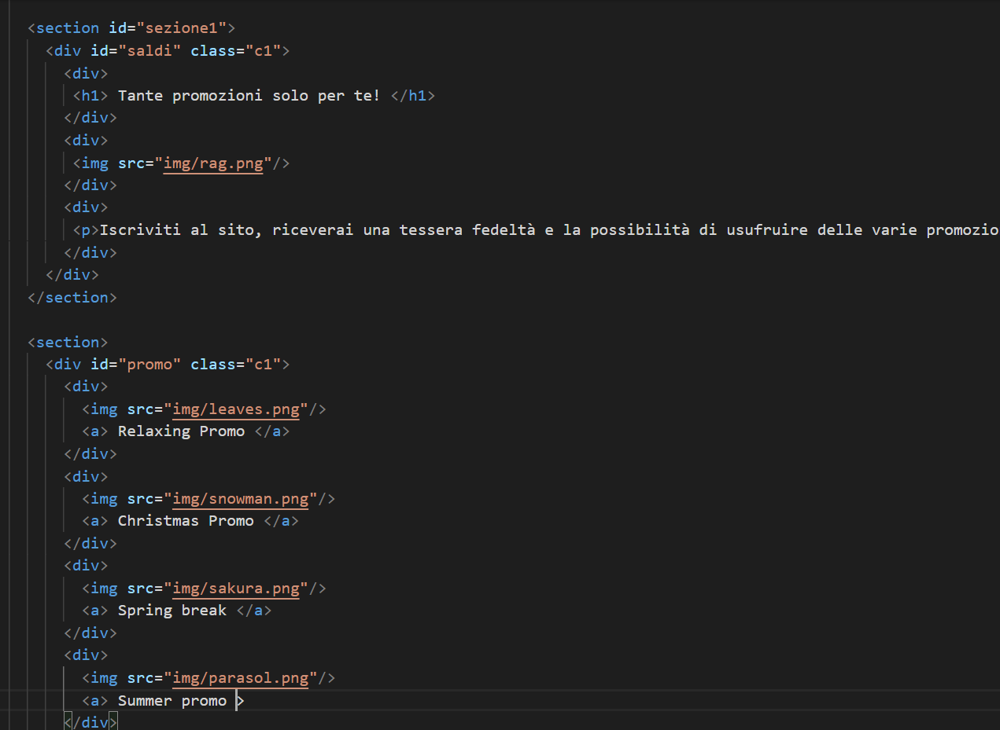 <section id="sezione1">
<div id="saldi" class="c1">
<div>
<h1> Tante promozioni solo per te! </h1>
</div>
<div>
<img src="img/rag.png"/>
</div>
<div>
<p>Iscriviti al sito, riceverai una tessera fedeltà e la possibilità di usufruire delle varie promozio
</div>
</div>
</section>
<section>
<div id="promo" class="c1">
<div>
<img src="img/leaves.png"/>
<a> Relaxing Promo </a>
</div>
<div>
<img src="img/snowman.png"/>
<a> Christmas Promo </a>
</div>
<div>
<img src="img/sakura.png"/>
<a> Spring break </a>
</div>
<div>
<img src="img/parasol.png"/>
<a> Summer promo >
</div>